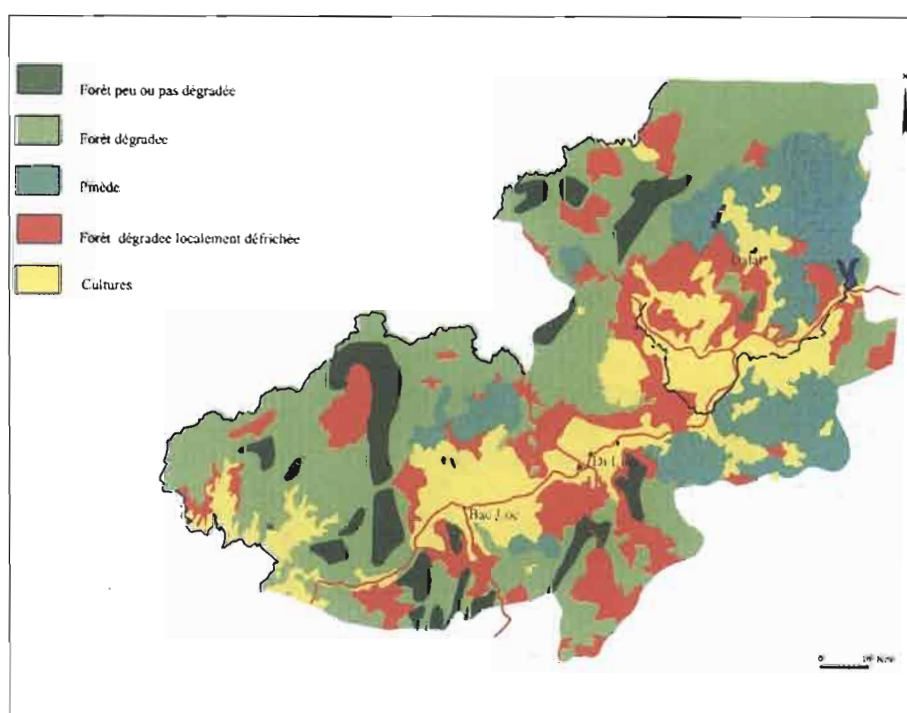 Forêt peu ou pas dégradée
Forêt dégradee
Pinède
Forêt dégradee localement défrichée
Cultures
Dalat
Di Linh
Bao Loc
0